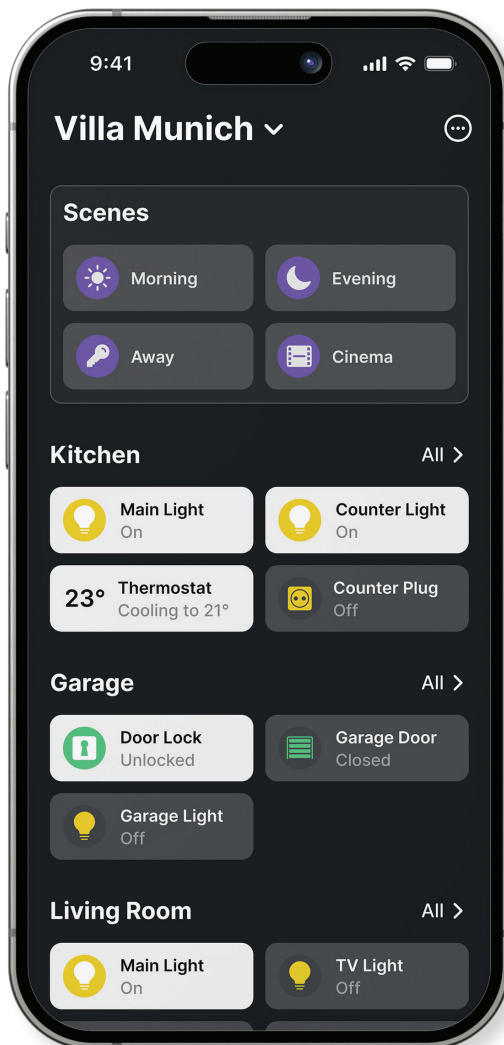 9:41
Villa Munich
Scenes
Morning
Evening
Away
Cinema
Kitchen
All
Main Light
On
Counter Light
On
23°
Thermostat
Cooling to 21°
Counter Plug
Off
Garage
All
Door Lock
Unlocked
Garage Door
Closed
Garage Light
Off
Living Room
All
Main Light
On
TV Light
Off